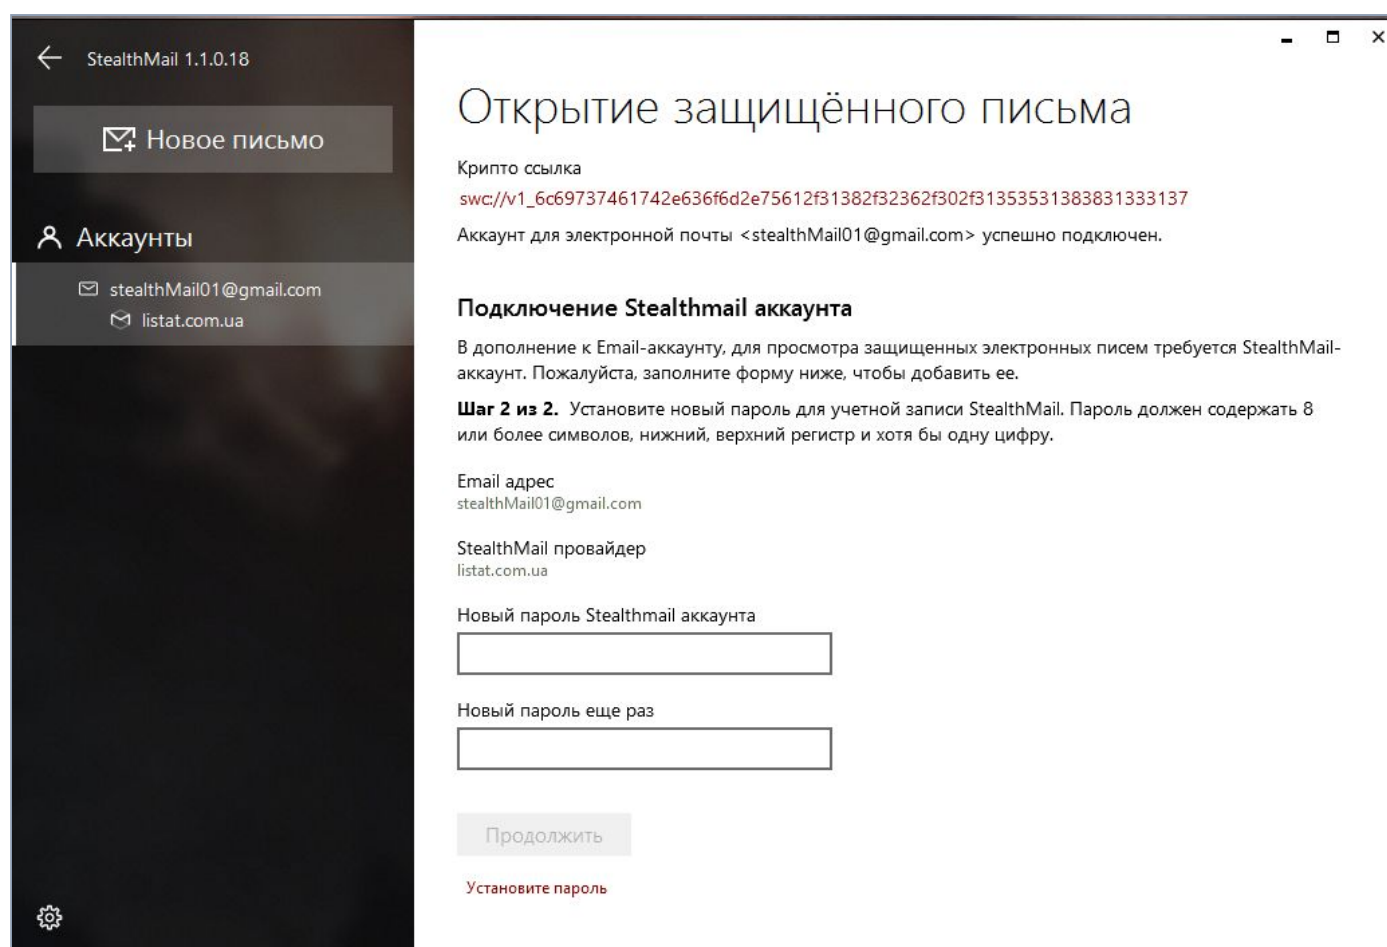 StealthMail 1.1.0.18
Новое письмо
Аккаунты
stealthMail01@gmail.com
listat.com.ua
Открытие защищённого письма
Крипто ссылка
swc://v1_6c69737461742e636f6d2e75612f31382f32362f302f31353531383831333137
Аккаунт для электронной почты <stealthMail01@gmail.com> успешно подключен.
Подключение Stealthmail аккаунта
В дополнение к Email-аккаунту, для просмотра защищенных электронных писем требуется StealthMail-
аккаунт. Пожалуйста, заполните форму ниже, чтобы добавить ее.
Шаг 2 из 2. Установите новый пароль для учетной записи StealthMail. Пароль должен содержать 8
или более символов, нижний, верхний регистр и хотя бы одну цифру.
Email адрес
stealthMail01@gmail.com
StealthMail провайдер
listat.com.ua
Новый пароль Stealthmail аккаунта
Новый пароль еще раз
Продолжить
Установите пароль